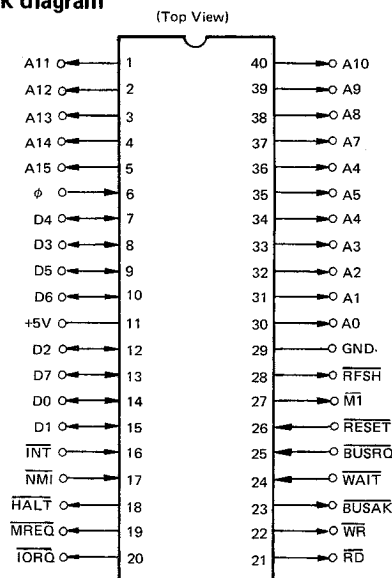 K diagram
(Top View)
A11 1 40 A10
A12 2 39 A9
A13 3 38 A8
A14 4 37 A7
A15 5 36 A4
ϕ 6 35 A5
D4 7 34 A4
D3 8 33 A3
D5 9 32 A2
D6 10 31 A1
+5V 11 30 A0
D2 12 29 GND.
D7 13 28 RFSH
D0 14 27 M1
D1 15 26 RESET
INT 16 25 BUSRQ
NMI 17 24 WAIT
HALT 18 23 BUSAK
MREQ 19 22 WR
IORQ 20 21 RD